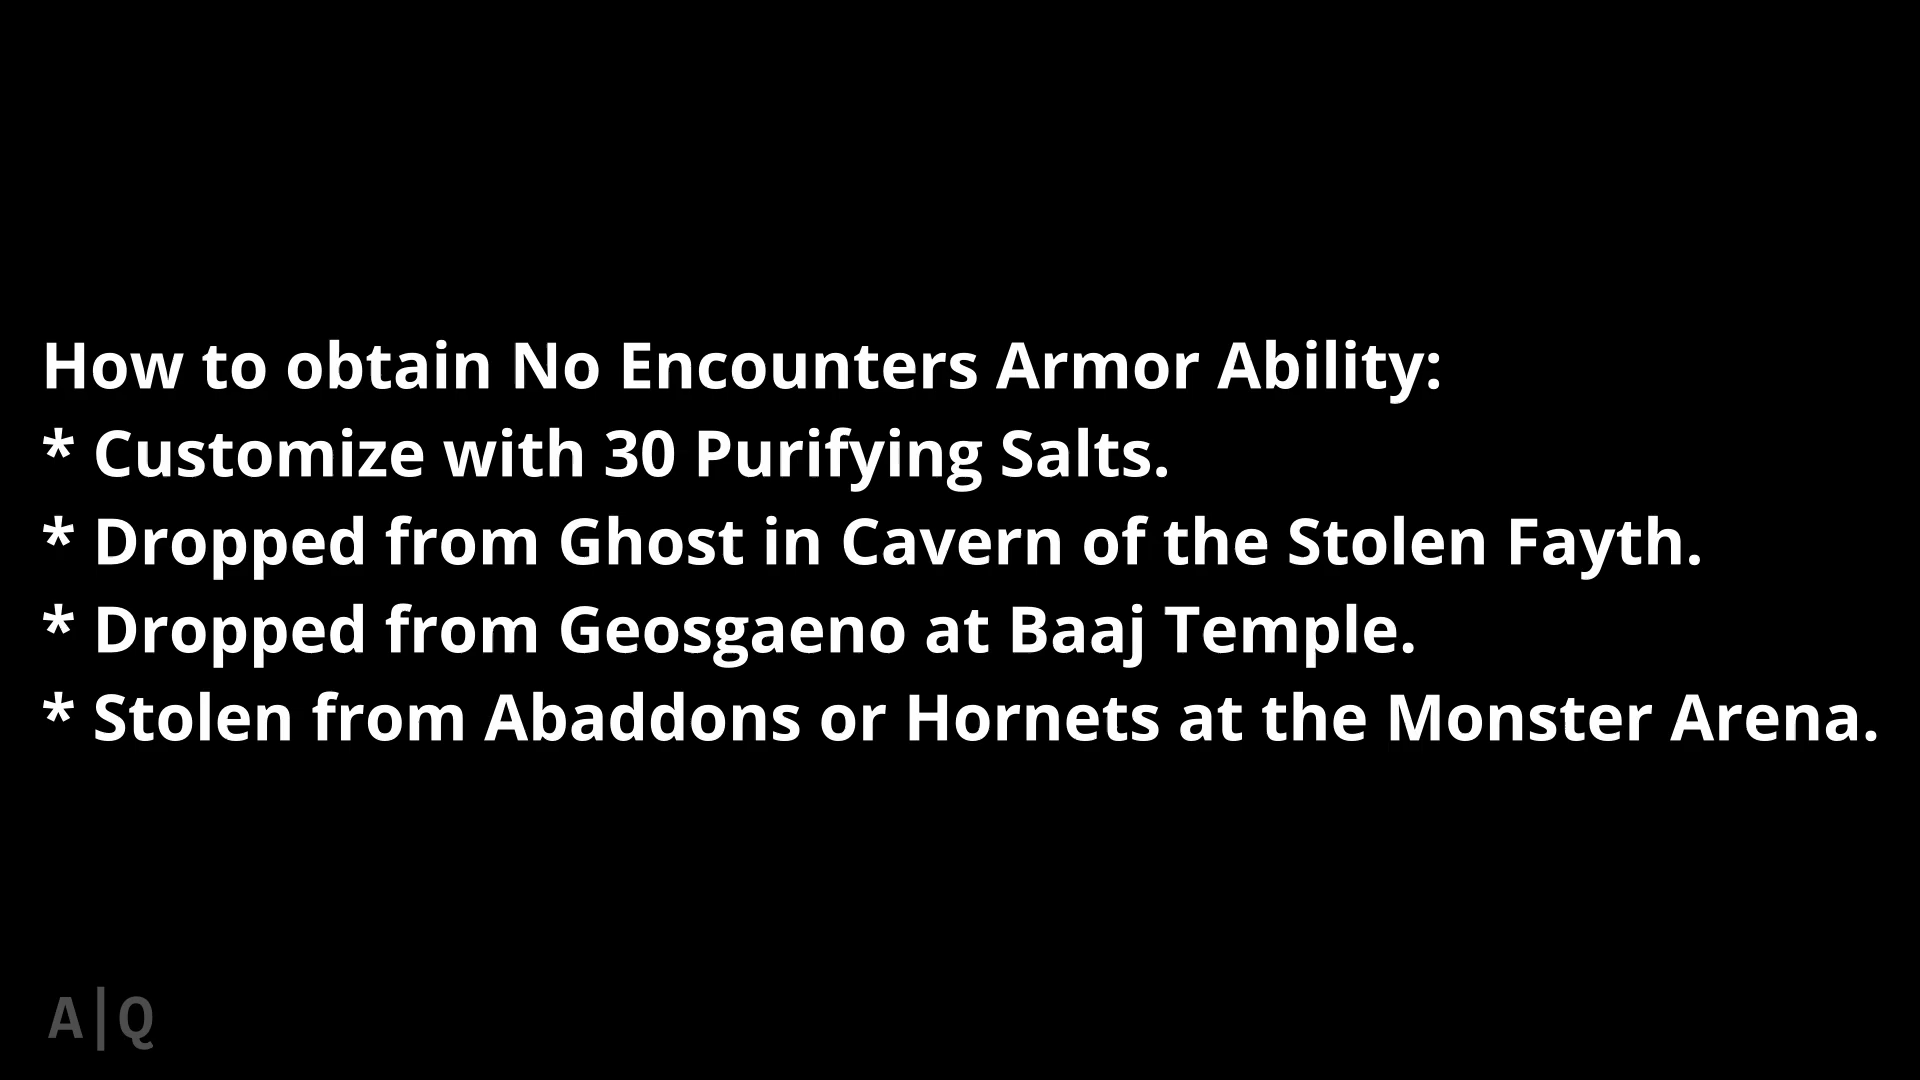 How to obtain No Encounters Armor Ability:
* Customize with 30 Purifying Salts.
* Dropped from Ghost in Cavern of the Stolen Fayth.
* Dropped from Geosgaeno at Baaj Temple.
* Stolen from Abaddons or Hornets at the Monster Arena.
A|Q